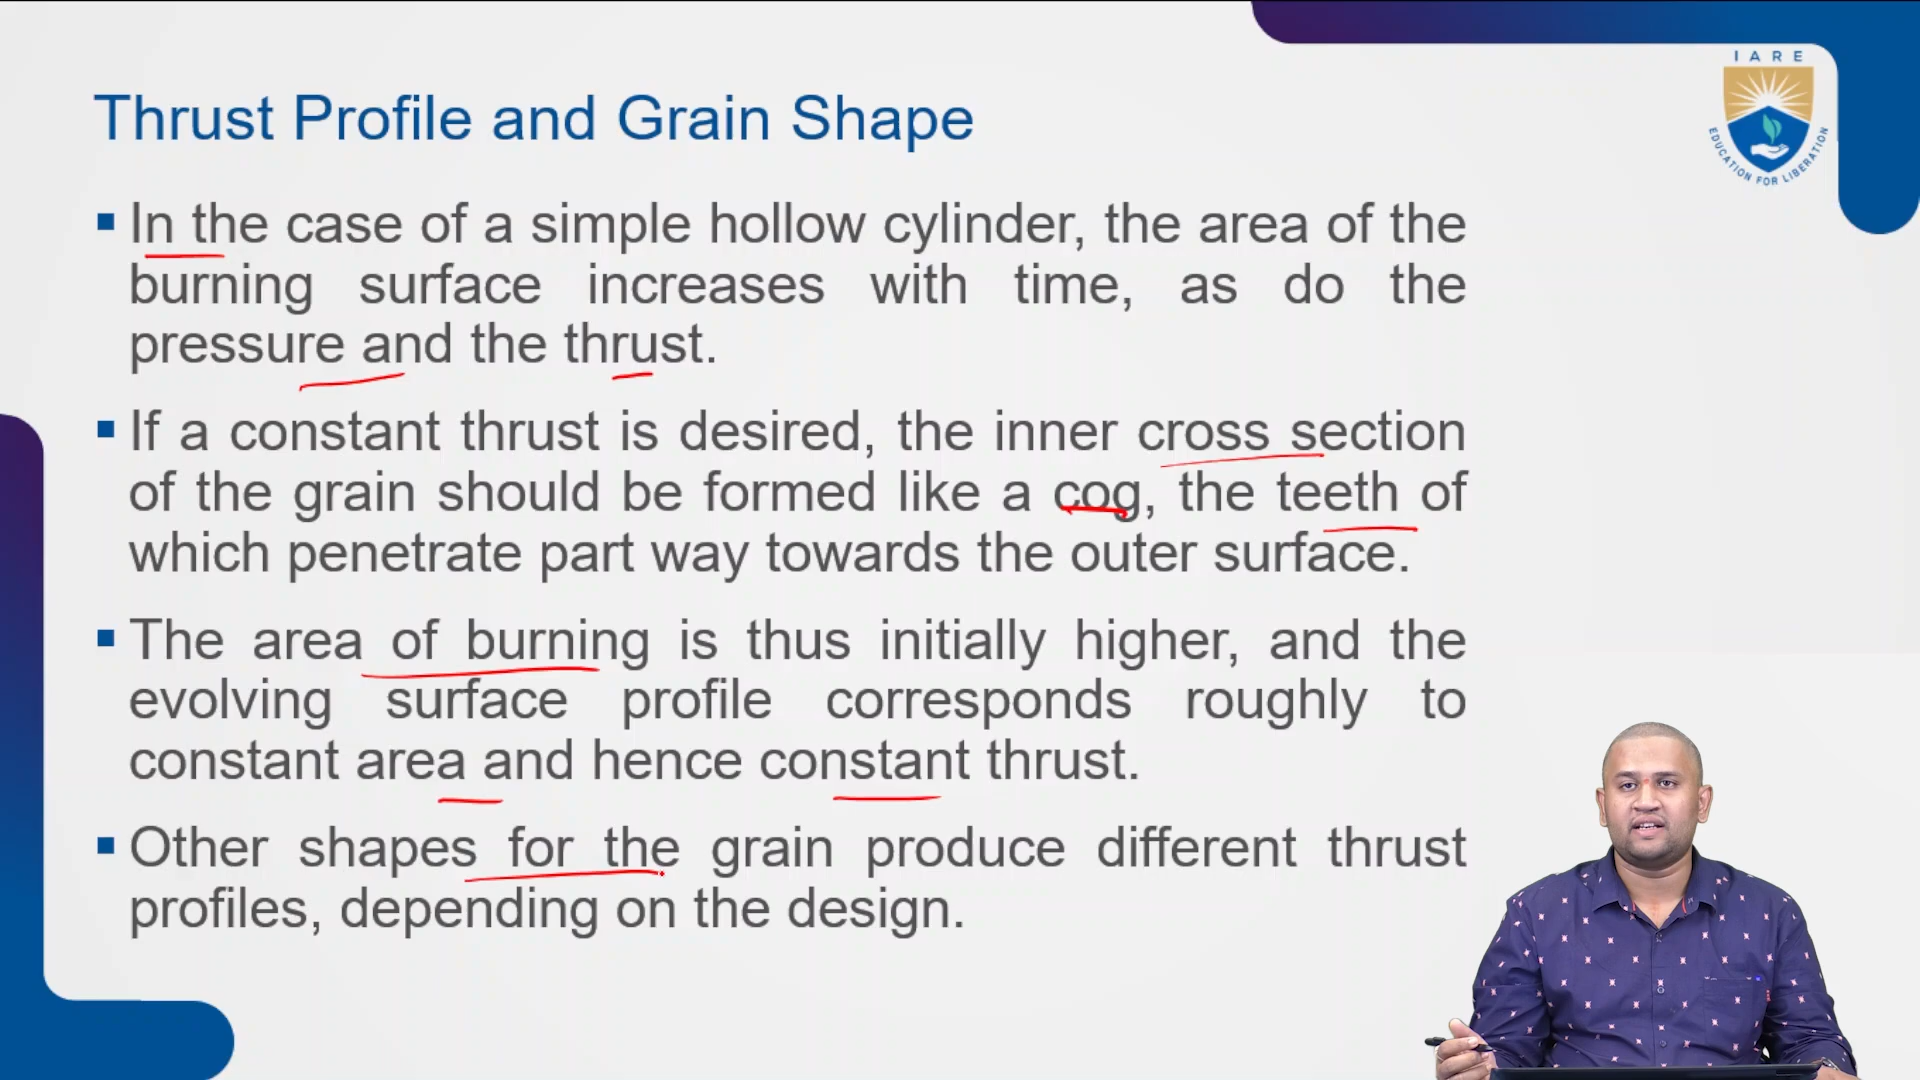 IARE
EDUCATION FOR LIBERATION
Thrust Profile and Grain Shape
▪ In the case of a simple hollow cylinder, the area of the
burning surface increases with time, as do the
pressure and the thrust.
▪ If a constant thrust is desired, the inner cross section
of the grain should be formed like a cog, the teeth of
which penetrate part way towards the outer surface.
▪ The area of burning is thus initially higher, and the
evolving surface profile corresponds roughly to
constant area and hence constant thrust.
▪ Other shapes for the grain produce different thrust
profiles, depending on the design.